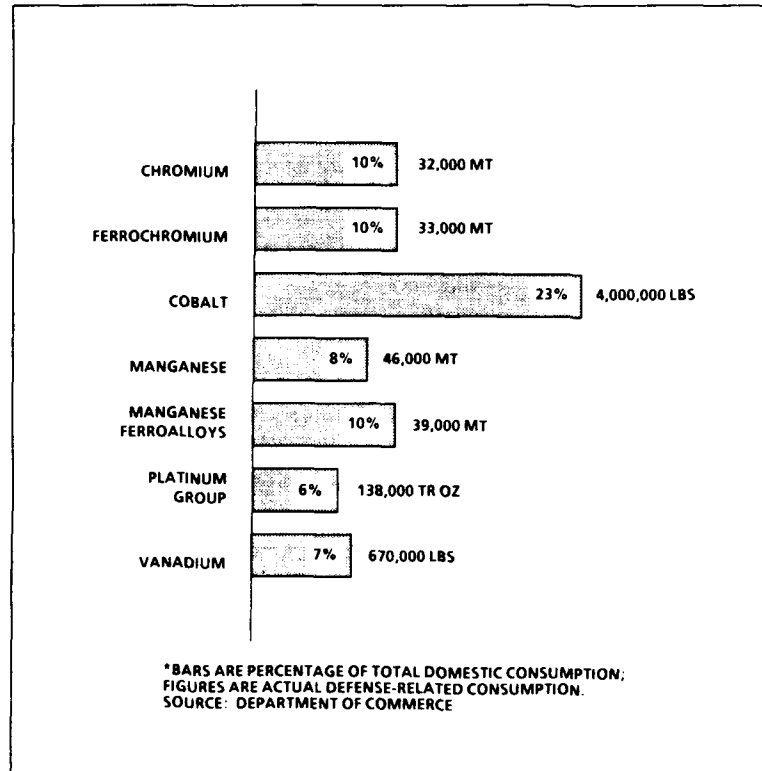 CHROMIUM 10% 32,000 MT
FERROCHROMIUM 10% 33,000 MT
COBALT 23% 4,000,000 LBS
MANGANESE 8% 46,000 MT
MANGANESE
FERROALLOYS 10% 39,000 MT
PLATINUM
GROUP 6% 138,000 TR OZ
VANADIUM 7% 670,000 LBS
*BARS ARE PERCENTAGE OF TOTAL DOMESTIC CONSUMPTION;
FIGURES ARE ACTUAL DEFENSE-RELATED CONSUMPTION.
SOURCE: DEPARTMENT OF COMMERCE